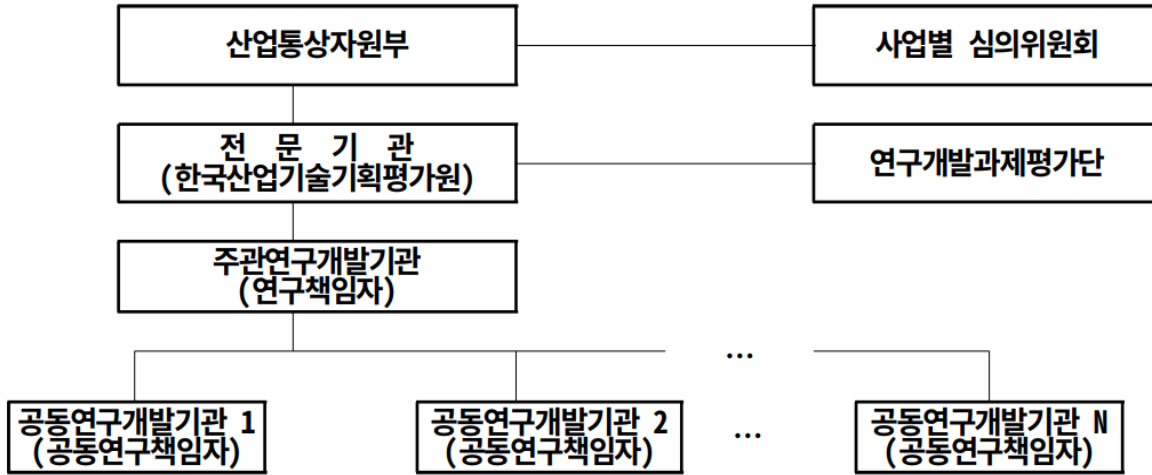 산업통상자원부
사업별 심의위원회
전 문 기 관
(한국산업기술기획평가원)
연구개발과제평가단
주관연구개발기관
(연구책임자)
...
공동연구개발기관 1
(공동연구책임자)
공동연구개발기관 2
(공동연구책임자)
...
공동연구개발기관 N
(공동연구책임자)